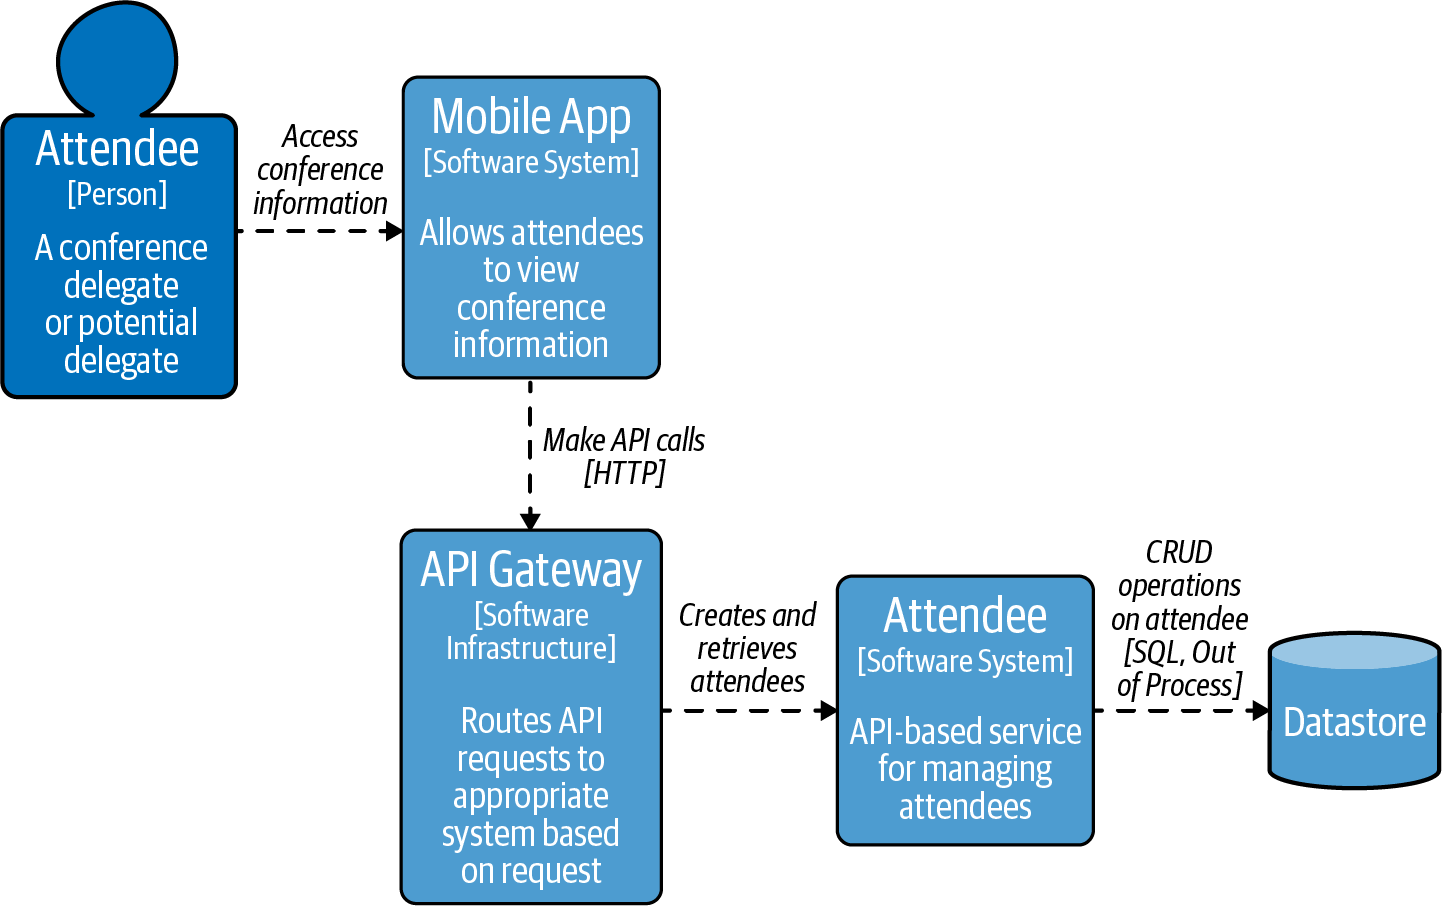 Attendee
[Person]
A conference
delegate
or potential
delegate
Access
conference
information
Mobile App
[Software System]
Allows attendees
to view
conference
information
Make API calls
[HTTP]
API Gateway
[Software
Infrastructure]
Routes API
requests to
appropriate
system based
on request
Creates and
retrieves
attendees
Attendee
[Software System]
API-based service
for managing
attendees
CRUD
operations
on attendee
[SQL, Out
of Process]
Datastore